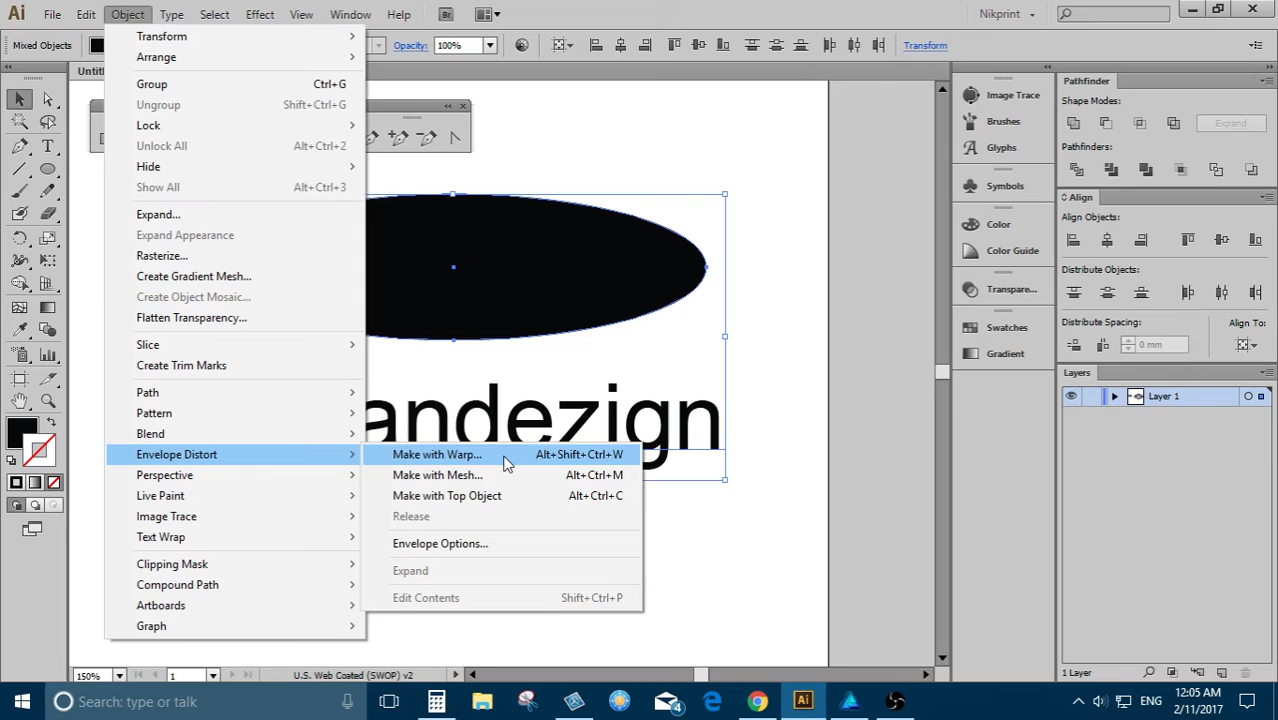 Ai File Edit Object Type Select Effect View Window Help Br Nikprint
Mixed Objects Opacity: 100% Transform
Transform
Arrange
Group Ctrl+G
Ungroup Shift+Ctrl+G
Lock
Unlock All Alt+Ctrl+2
Hide
Show All Alt+Ctrl+3
Expand...
Expand Appearance
Rasterize...
Create Gradient Mesh...
Create Object Mosaic...
Flatten Transparency...
Slice
Create Trim Marks
Path
Pattern
Blend
Envelope Distort
Perspective
Live Paint
Image Trace
Text Wrap
Clipping Mask
Compound Path
Artboards
Graph
Make with Warp... Alt+Shift+Ctrl+W
Make with Mesh... Alt+Ctrl+M
Make with Top Object Alt+Ctrl+C
Release
Envelope Options...
Expand
Edit Contents Shift+Ctrl+P
Untit
andezign
Image Trace
Brushes
Glyphs
Symbols
Color
Color Guide
Transpare...
Swatches
Gradient
Pathfinder
Shape Modes:
Expand
Pathfinders:
Align
Align Objects:
Distribute Objects:
Distribute Spacing: Align To:
0 mm
Layers
Layer 1
1 Layer
150% 1 U.S. Web Coated (SWOP) v
Search: tools, to do 4 Ai ENG 12:05 AM
2/11/2017